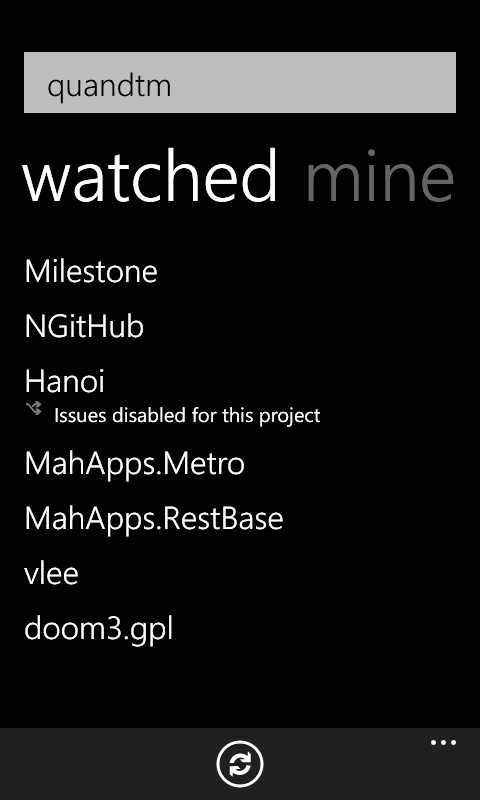 quandtm
watched mine
Milestone
NGitHub
Hanoi
Issues disabled for this project
MahApps.Metro
MahApps.RestBase
vlee
doom3.gpl